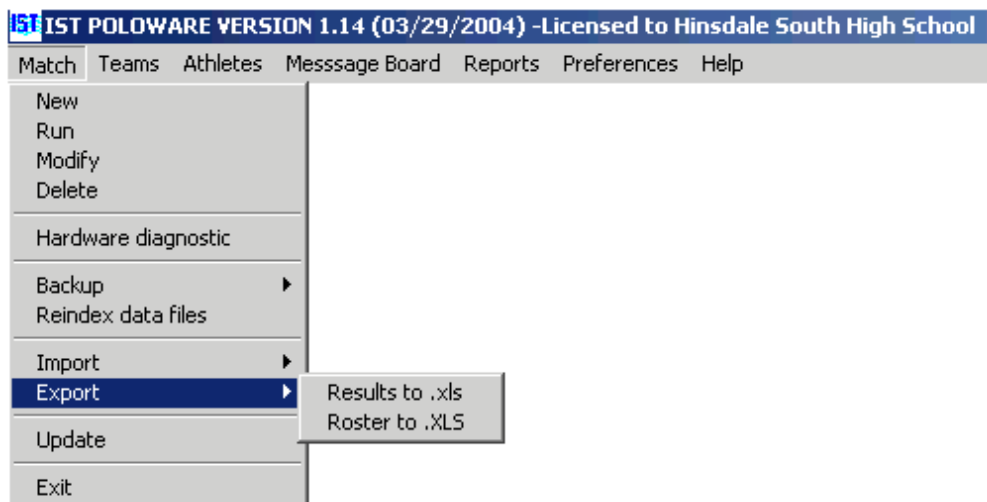 IST IST POLOWARE VERSION 1.14 (03/29/2004) -Licensed to Hinsdale South High School
Match Teams Athletes Messsage Board Reports Preferences Help
New
Run
Modify
Delete
Hardware diagnostic
Backup
Reindex data files
Import
Export
Results to .xls
Roster to .XLS
Update
Exit